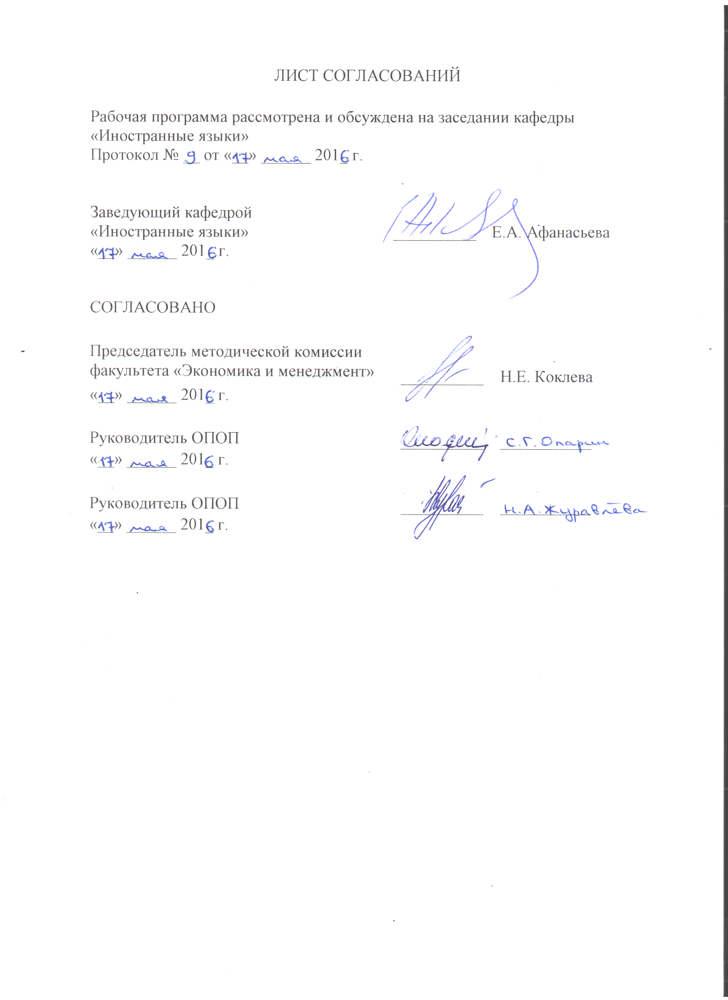 ЛИСТ СОГЛАСОВАНИЙ
Рабочая программа рассмотрена и обсуждена на заседании кафедры
«Иностранные языки»
Протокол № 9 от «17» мая 2016 г.
Заведующий кафедрой
«Иностранные языки» Е.А. Афанасьева
«17» мая 2016 г.
СОГЛАСОВАНО
Председатель методической комиссии
факультета «Экономика и менеджмент» Н.Е. Коклева
«17» мая 2016 г.
Руководитель ОПОП С.Г. Опарин
«17» мая 2016 г.
Руководитель ОПОП Н.А. Журавлёва
«17» мая 2016 г.